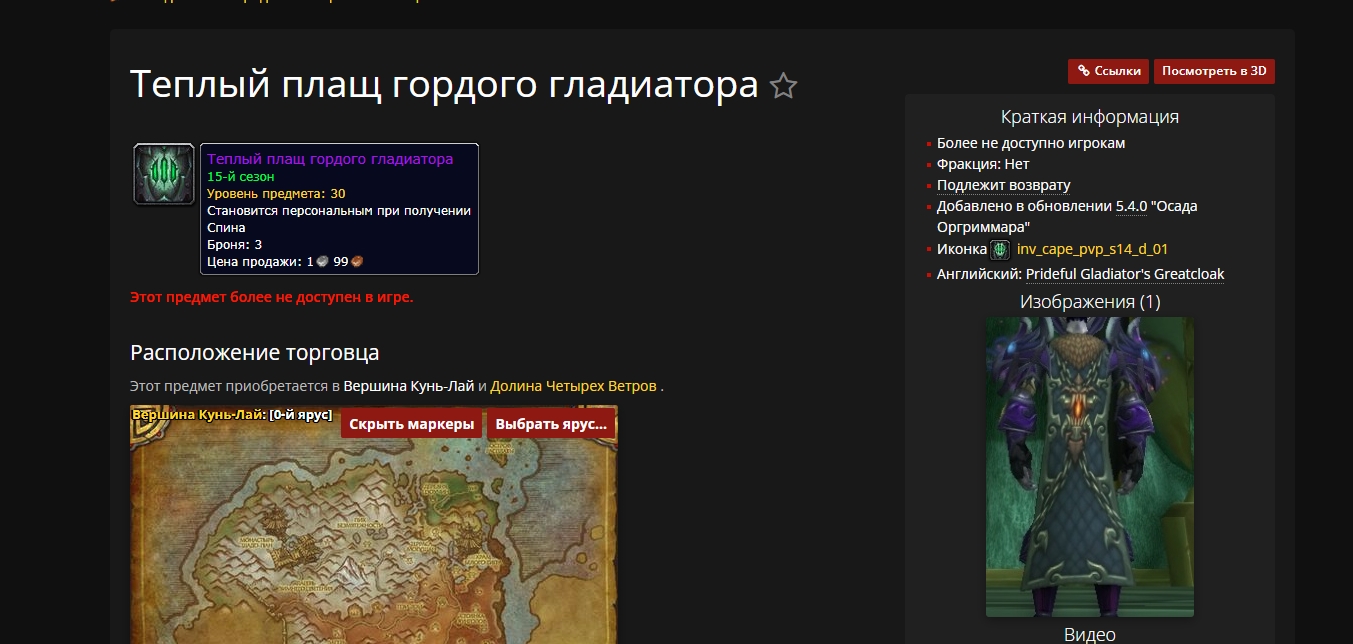 Теплый плащ гордого гладиатора
Ссылки
Посмотреть в 3D
Теплый плащ гордого гладиатора
15-й сезон
Уровень предмета: 30
Становится персональным при получении
Спина
Броня: 3
Цена продажи: 1 99
Этот предмет более не доступен в игре.
Расположение торговца
Этот предмет приобретается в Вершина Кунь-Лай и Долина Четырех Ветров .
Вершина Кунь-Лай: [0-й ярус]
Скрыть маркеры
Выбрать ярус...
Краткая информация
Более не доступно игрокам
Фракция: Нет
Подлежит возврату
Добавлено в обновлении 5.4.0 "Осада
Оргриммара"
Иконка inv_cape_pvp_s14_d_01
Английский: Prideful Gladiator's Greatcloak
Изображения (1)
Видео